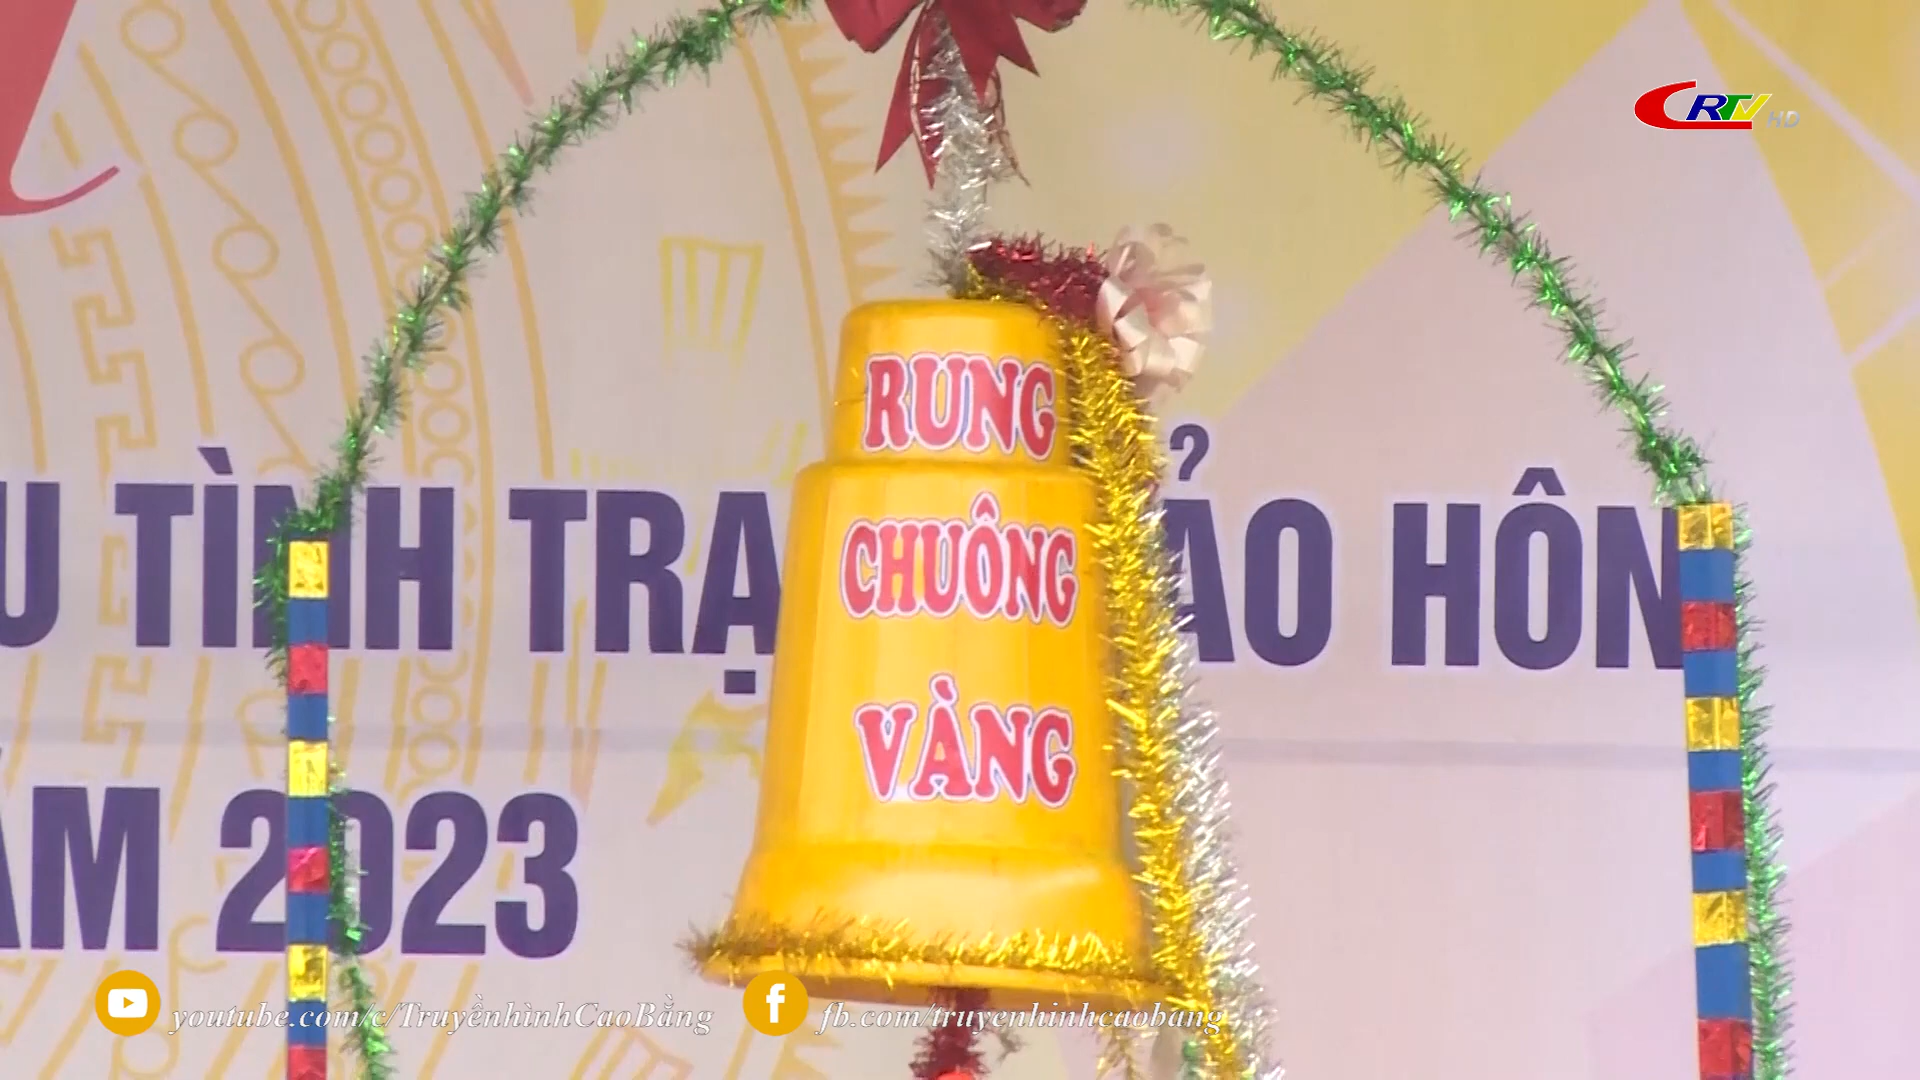 CRTV HD
RUNG
CHUÔNG
VÀNG
U TÌNH TRẠ ẢO HÔN
ĂM 2023
youtube.com/c/TruyềnhìnhCaoBằng
fb.com/truyenhinhcaobang